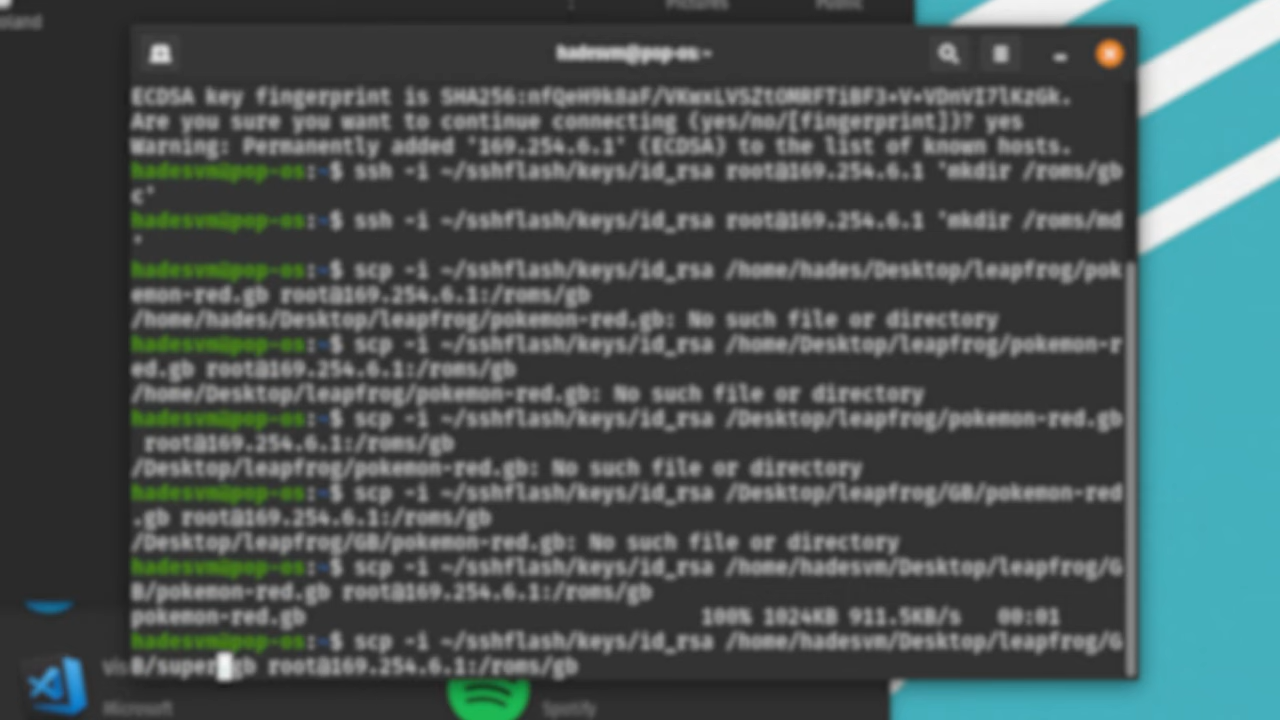 Pictures Public
hadesvm@pop-os: ~
ECDSA key fingerprint is
Are you sure you want to continue connecting (yes/no/[fingerprint])? yes
Warning: Permanently added '169.254.6.1' (ECDSA) to the list of known hosts.
hadesvm@pop-os:~$ ssh -i ~/sshflash/keys/id_rsa root@169.254.6.1 'mkdir /roms/gb
c'
hadesvm@pop-os:~$ ssh -i ~/sshflash/keys/id_rsa root@169.254.6.1 'mkdir /roms/md
'
hadesvm@pop-os:~$ scp -i ~/sshflash/keys/id_rsa /home/hades/Desktop/leapfrog/pok
emon-red.gb root@169.254.6.1:/roms/gb
/home/hades/Desktop/leapfrog/pokemon-red.gb: No such file or directory
hadesvm@pop-os:~$ scp -i ~/sshflash/keys/id_rsa /home/Desktop/leapfrog/pokemon-r
ed.gb root@169.254.6.1:/roms/gb
/home/Desktop/leapfrog/pokemon-red.gb: No such file or directory
hadesvm@pop-os:~$ scp -i ~/sshflash/keys/id_rsa /Desktop/leapfrog/pokemon-red.gb
root@169.254.6.1:/roms/gb
/Desktop/leapfrog/pokemon-red.gb: No such file or directory
hadesvm@pop-os:~$ scp -i ~/sshflash/keys/id_rsa /Desktop/leapfrog/GB/pokemon-red
.gb root@169.254.6.1:/roms/gb
/Desktop/leapfrog/GB/pokemon-red.gb: No such file or directory
hadesvm@pop-os:~$ scp -i ~/sshflash/keys/id_rsa /home/hadesvm/Desktop/leapfrog/G
B/pokemon-red.gb root@169.254.6.1:/roms/gb
pokemon-red.gb 100% 1024KB 911.5KB/s 00:01
hadesvm@pop-os:~$ scp -i ~/sshflash/keys/id_rsa /home/hadesvm/Desktop/leapfrog/G
B/super gb root@169.254.6.1:/roms/gb
Microsoft Spotify